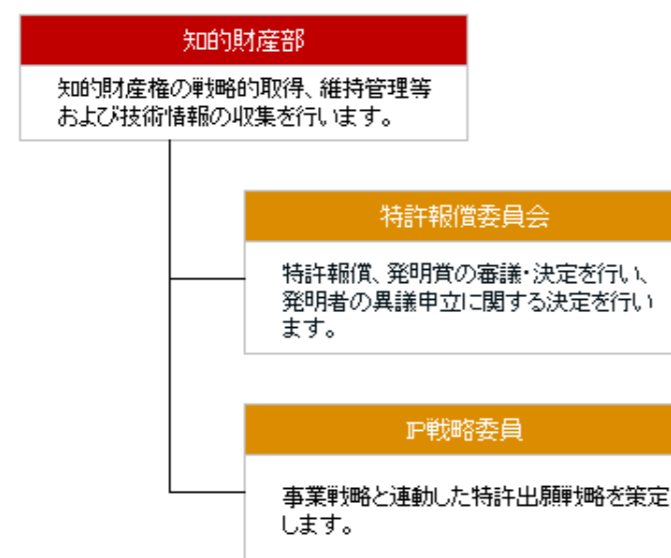 知的財産部
知的財産権の戦略的取得、維持管理等
および技術情報の収集を行います。
特許報償委員会
特許報償、発明賞の審議・決定を行い、
発明者の異議申立に関する決定を行い
ます。
IP戦略委員
事業戦略と連動した特許出願戦略を策定
します。